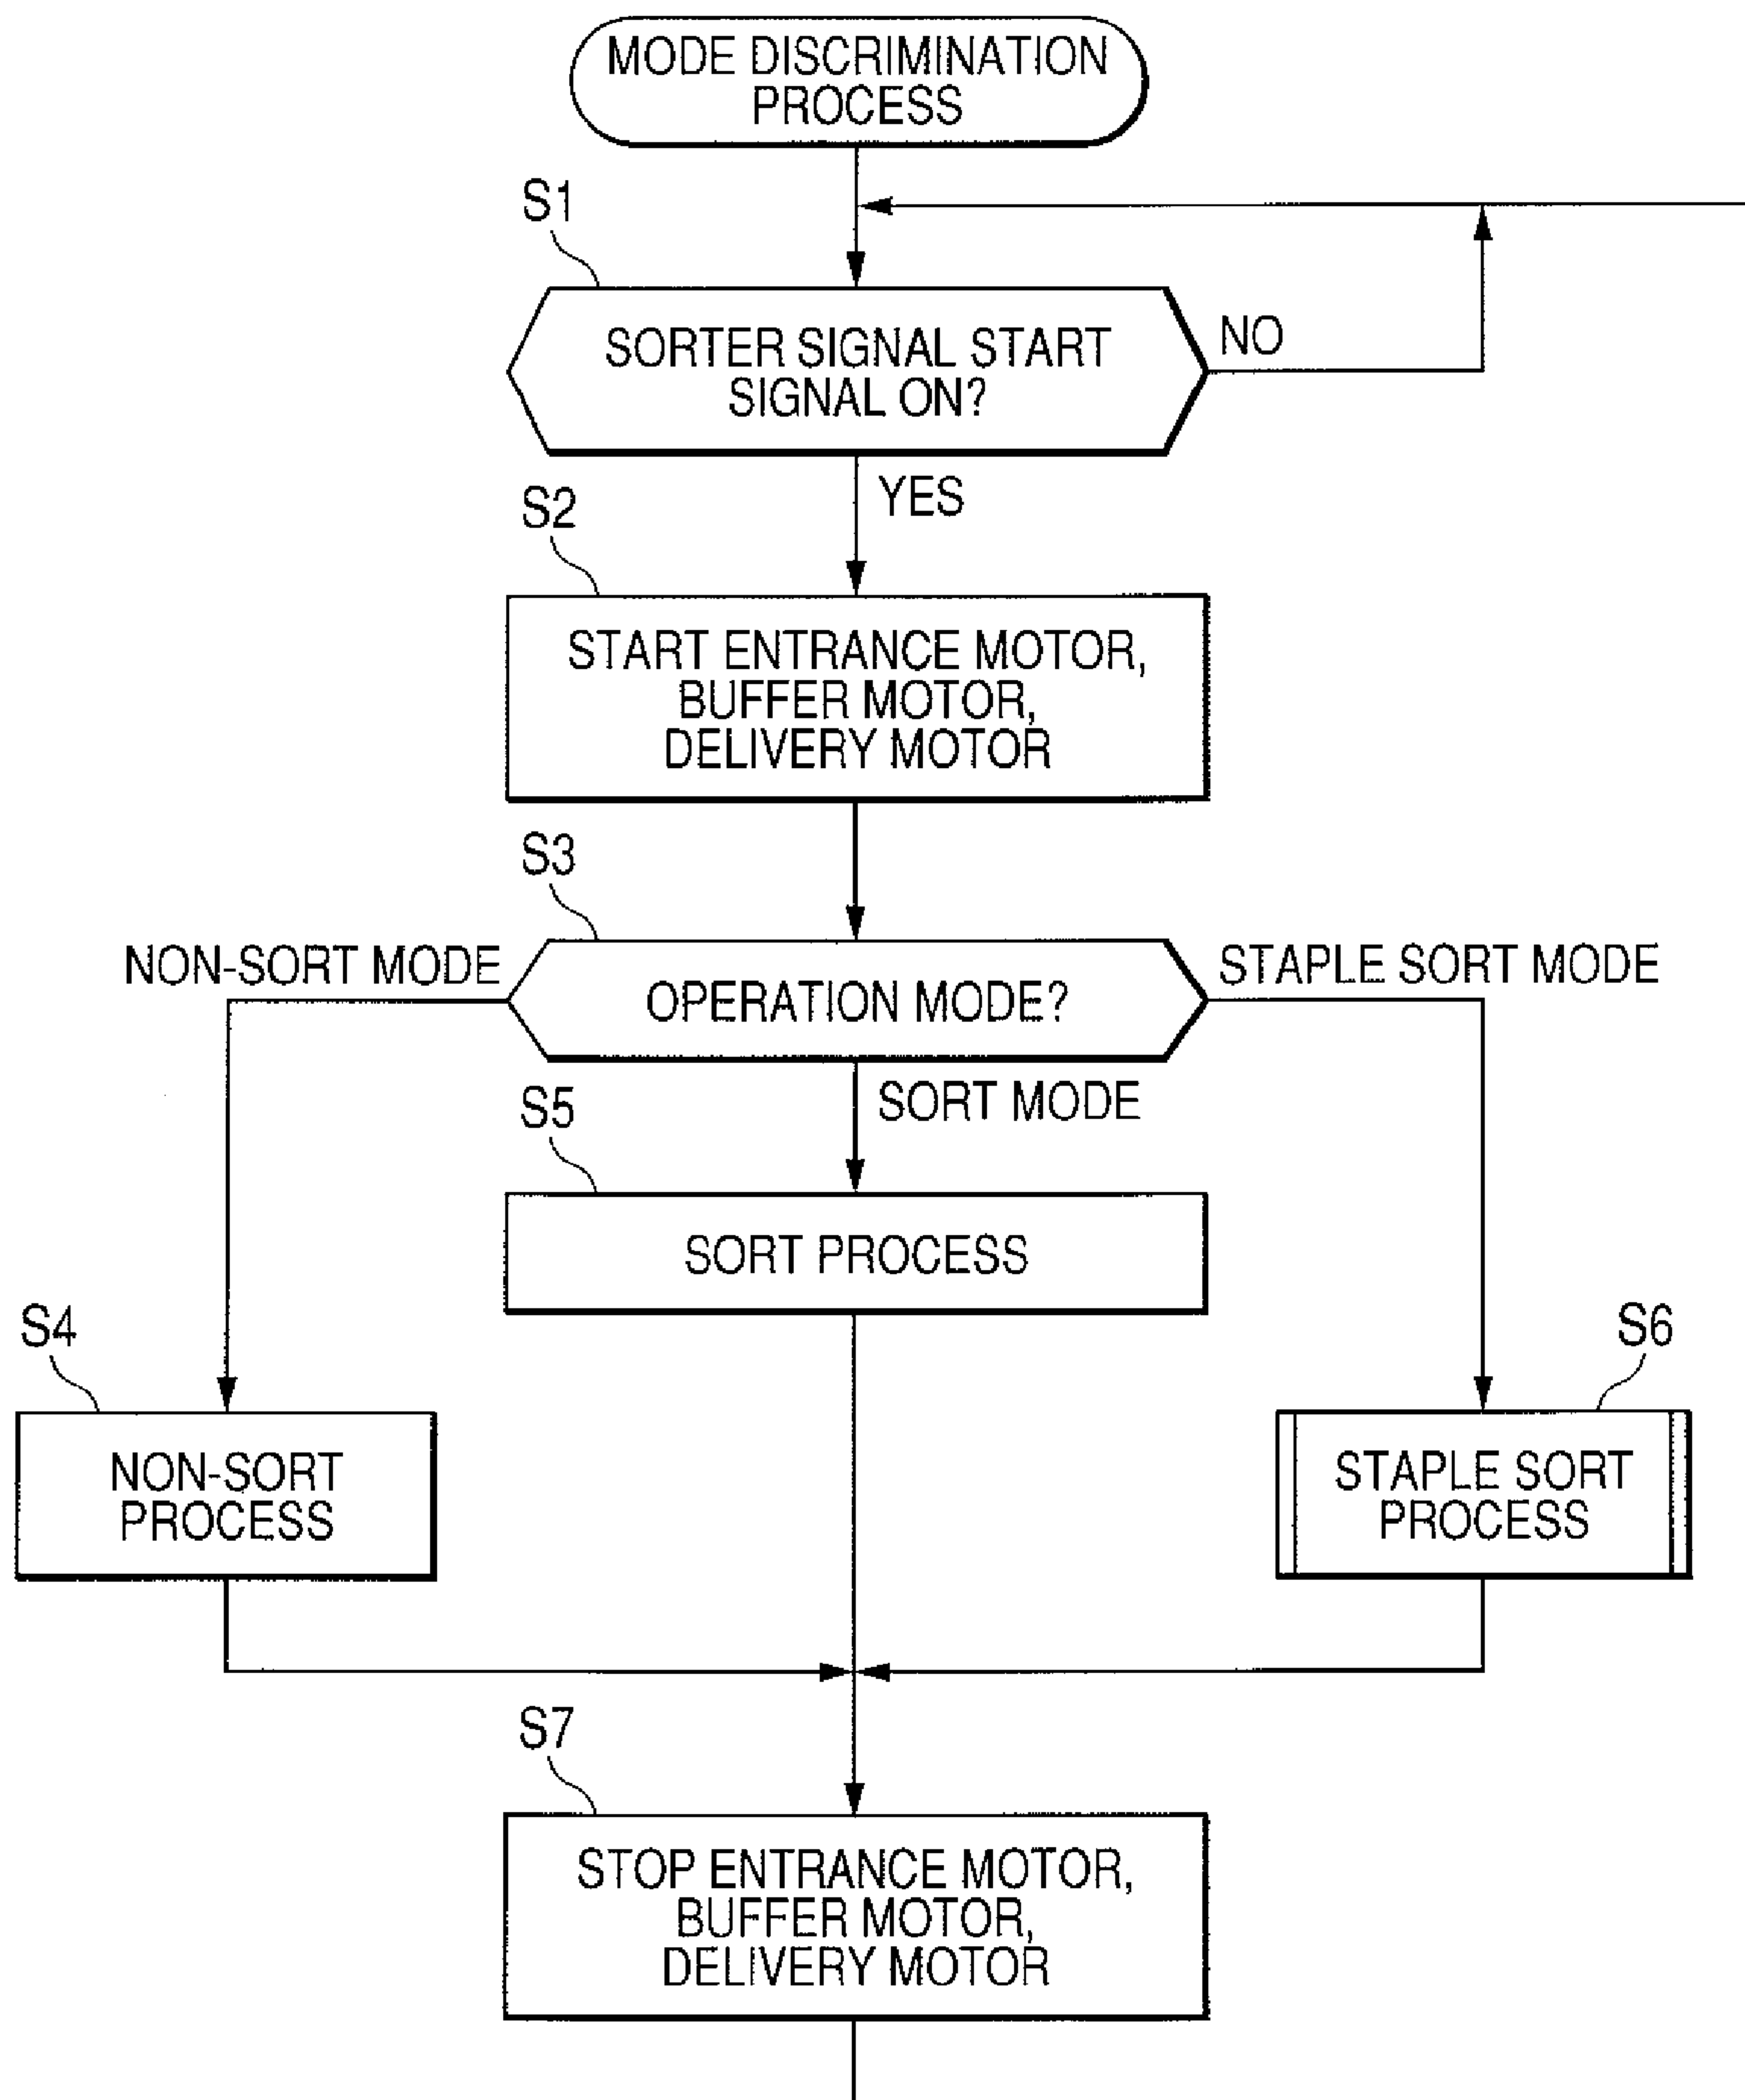 MODE DISCRIMINATION
PROCESS
S1
SORTER SIGNAL START
SIGNAL ON?
NO
YES
S2
START ENTRANCE MOTOR,
BUFFER MOTOR,
DELIVERY MOTOR
S3
NON-SORT MODE
OPERATION MODE?
STAPLE SORT MODE
SORT MODE
S5
SORT PROCESS
S4
NON-SORT
PROCESS
S6
STAPLE SORT
PROCESS
S7
STOP ENTRANCE MOTOR,
BUFFER MOTOR,
DELIVERY MOTOR